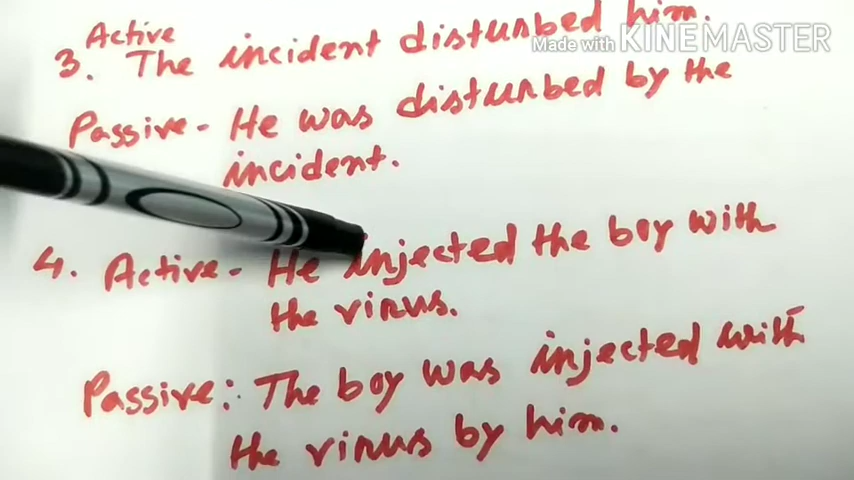 Active
3. The incident disturbed him.
Made with KINEMASTER
Passive - He was disturbed by the
incident.
4. Active - He injected the boy with
the virus.
Passive: The boy was injected with
the virus by him.